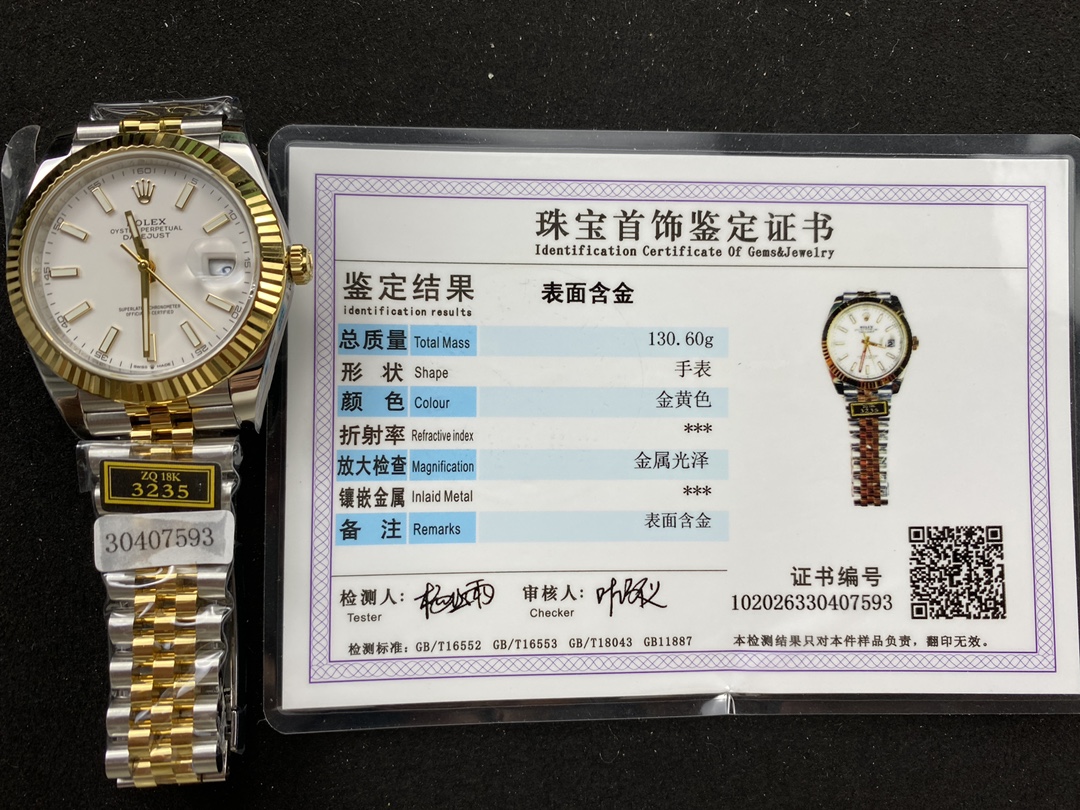 ROLEX
OYSTER PERPETUAL
DATEJUST
SUPERLATIVE CHRONOMETER
OFFICIALLY CERTIFIED
SWISS MADE
ZQ 18K
3235
30407593
珠宝首饰鉴定证书
Identification Certificate Of Gems&Jewelry
鉴定结果 表面含金
identification results
总质量 Total Mass 130.60g
形状 Shape 手表
颜色 Colour 金黄色
折射率 Refractive index ***
放大检查 Magnification 金属光泽
镶嵌金属 Inlaid Metal ***
备注 Remarks 表面含金
检测人: 审核人:
Tester Checker
检测标准: GB/T16552 GB/T16553 GB/T18043 GB11887
ROLEX
3235
证书编号
102026330407593
本检测结果只对本件样品负责，翻印无效。